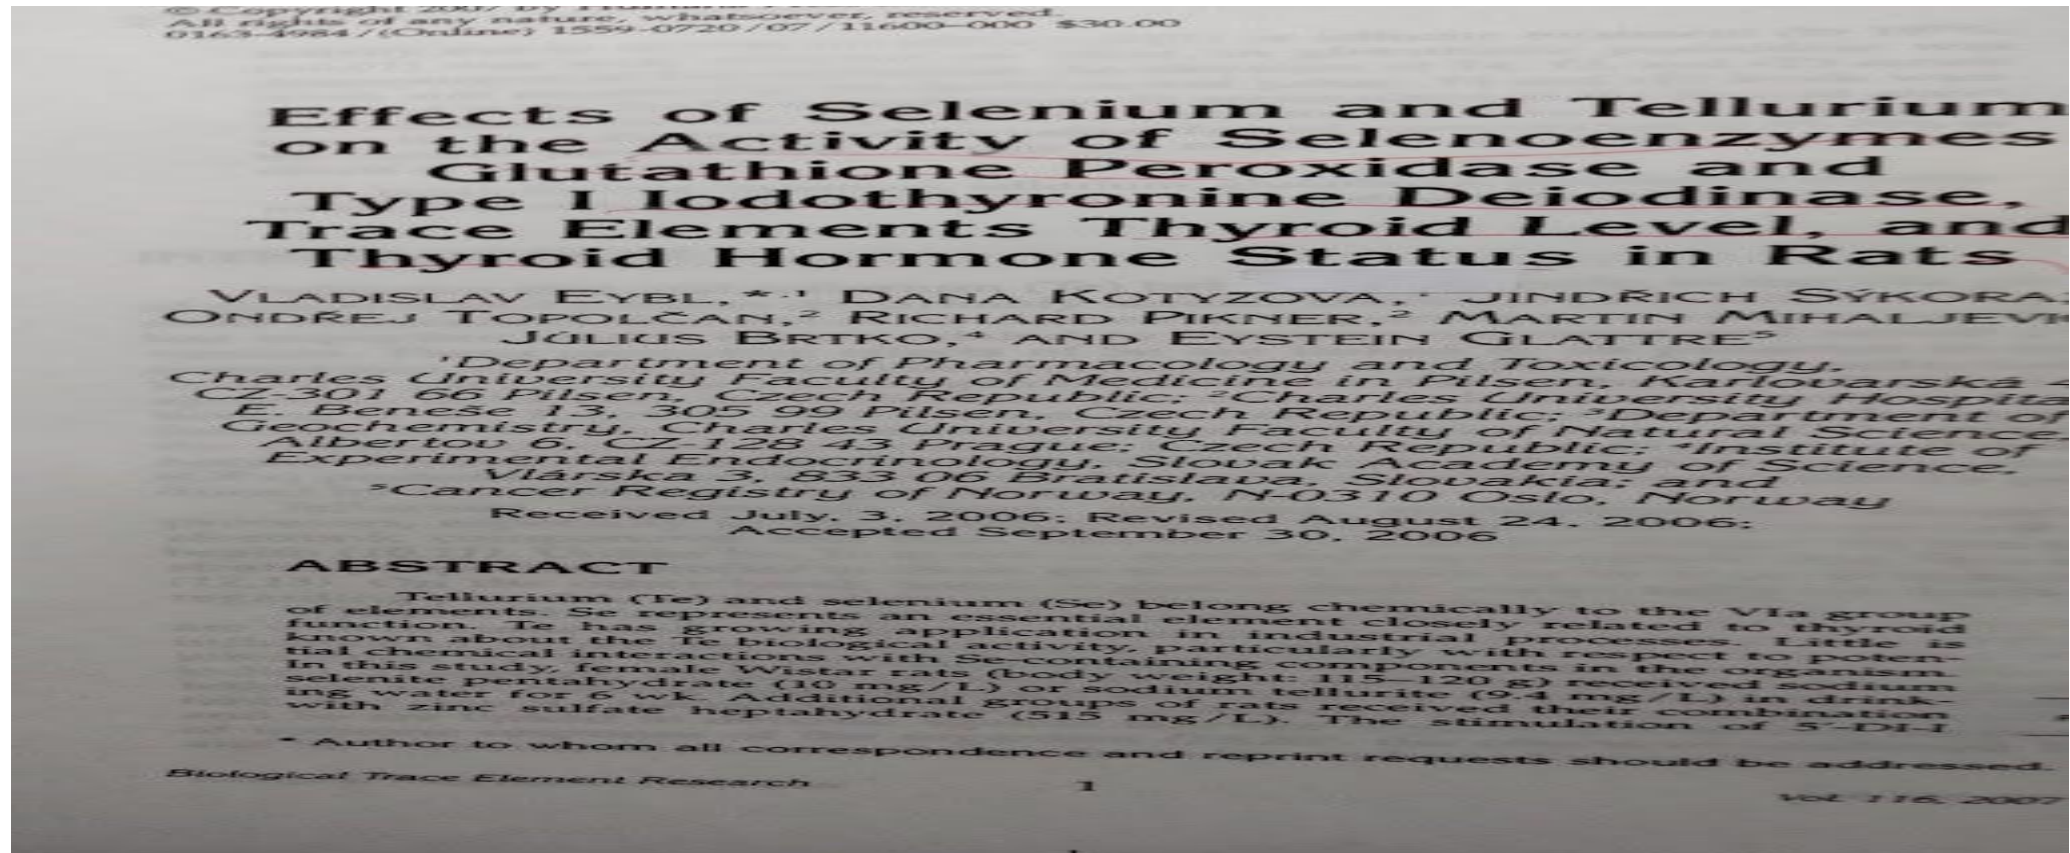 © Copyright 2007 by Humana
All rights of any nature, whatsoever, reserved.
0163-4984/(Online) 1559-0720/07/11600–000 $30.00
Effects of Selenium and Tellurium
on the Activity of Selenoenzymes
Glutathione Peroxidase and
Type I Iodothyronine Deiodinase,
Trace Elements Thyroid Level, and
Thyroid Hormone Status in Rats
VLADISLAV EYBL,*,¹ DANA KOTYZOVA,¹ JINDŘICH SÝKORA,
ONDŘEJ TOPOLČAN,² RICHARD PIKNER,² MARTIN MIHALJEVI
JÚLIUS BRTKO,⁴ AND EYSTEIN GLATTRE⁵
¹Department of Pharmacology and Toxicology,
Charles University Faculty of Medicine in Pilsen, Karlovarská 4
CZ-301 66 Pilsen, Czech Republic; ²Charles University Hospita
E. Beneše 13, 305 99 Pilsen, Czech Republic; ³Department of
Geochemistry, Charles University Faculty of Natural Science
Albertov 6, CZ-128 43 Prague; Czech Republic; ⁴Institute of
Experimental Endocrinology, Slovak Academy of Science,
Vlárska 3, 833 06 Bratislava, Slovakia; and
⁵Cancer Registry of Norway, N-0310 Oslo, Norway
Received July, 3, 2006; Revised August 24, 2006;
Accepted September 30, 2006
ABSTRACT
Tellurium (Te) and selenium (Se) belong chemically to the VIa group
of elements. Se represents an essential element closely related to thyroid
function. Te has growing application in industrial processes. Little is
known about the Te biological activity, particularly with respect to poten-
tial chemical interactions with Se-containing components in the organism.
In this study, female Wistar rats (body weight: 115–120 g) received sodium
selenite pentahydrate (10 mg/L) or sodium tellurite (9.4 mg/L) in drink-
ing water for 6 wk. Additional groups of rats received their combination
with zinc sulfate heptahydrate (515 mg/L). The stimulation of 5'-DI-I
* Author to whom all correspondence and reprint requests should be addressed.
Biological Trace Element Research 1 Vol. 116, 2007